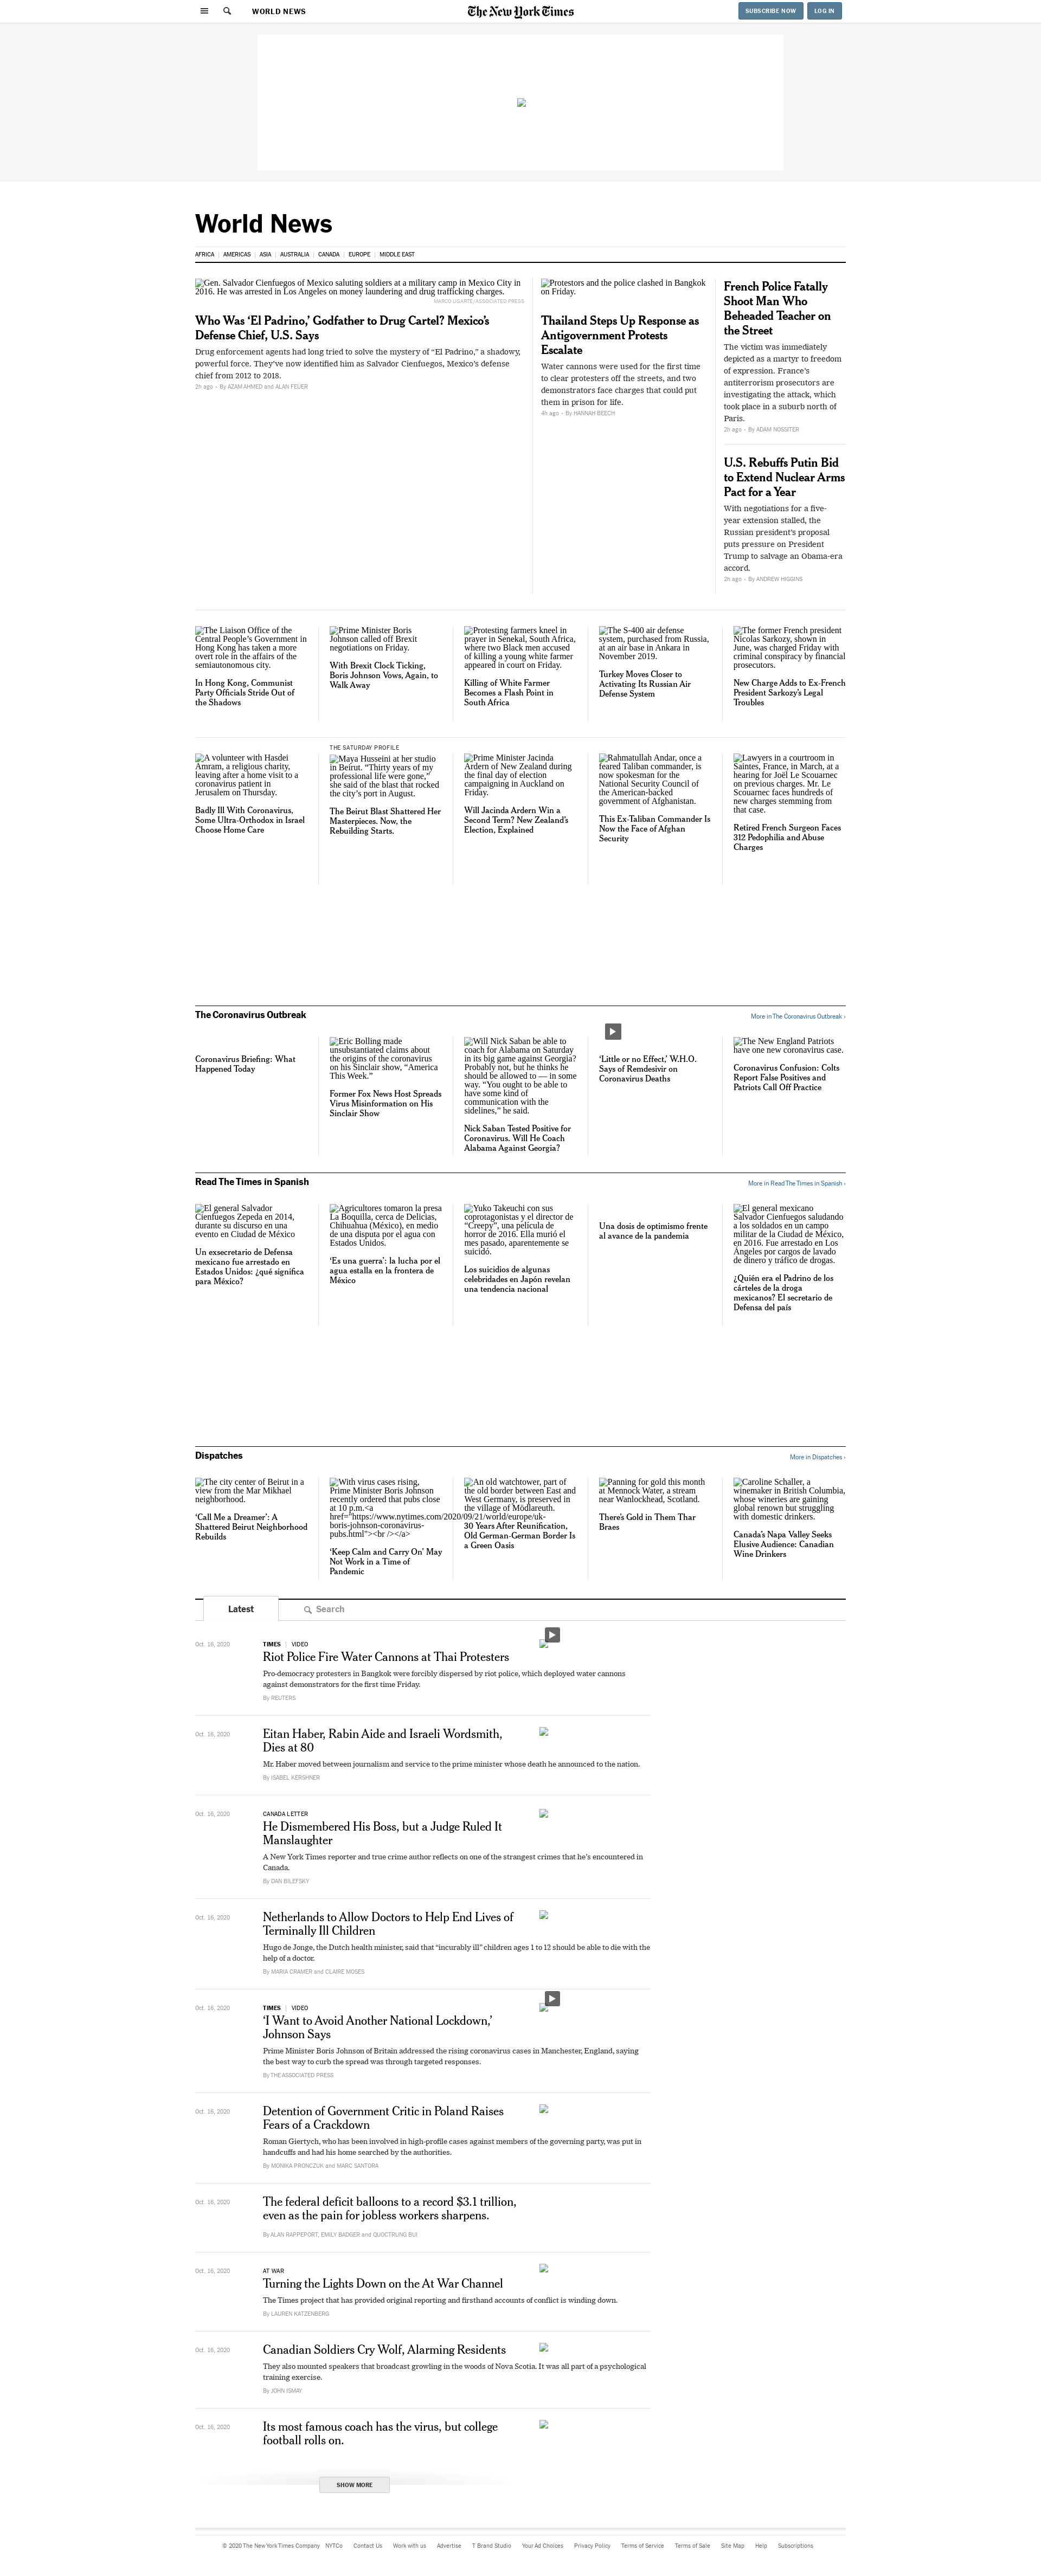 WORLD NEWS
The New York Times
SUBSCRIBE NOW
LOG IN
World News
AFRICA
AMERICAS
ASIA
AUSTRALIA
CANADA
EUROPE
MIDDLE EAST
Gen. Salvador Cienfuegos of Mexico saluting soldiers at a military camp in Mexico City in
2016. He was arrested in Los Angeles on money laundering and drug trafficking charges.
MARCO UGARTE/ASSOCIATED PRESS
Who Was ‘El Padrino,’ Godfather to Drug Cartel? Mexico’s
Defense Chief, U.S. Says
Drug enforcement agents had long tried to solve the mystery of “El Padrino,” a shadowy,
powerful force. They’ve now identified him as Salvador Cienfuegos, Mexico’s defense
chief from 2012 to 2018.
2h ago - By AZAM AHMED and ALAN FEUER
Protestors and the police clashed in Bangkok
on Friday.
Thailand Steps Up Response as
Antigovernment Protests
Escalate
Water cannons were used for the first time
to clear protesters off the streets, and two
demonstrators face charges that could put
them in prison for life.
4h ago - By HANNAH BEECH
French Police Fatally
Shoot Man Who
Beheaded Teacher on
the Street
The victim was immediately
depicted as a martyr to freedom
of expression. France’s
antiterrorism prosecutors are
investigating the attack, which
took place in a suburb north of
Paris.
2h ago - By ADAM NOSSITER
U.S. Rebuffs Putin Bid
to Extend Nuclear Arms
Pact for a Year
With negotiations for a five-
year extension stalled, the
Russian president’s proposal
puts pressure on President
Trump to salvage an Obama-era
accord.
2h ago - By ANDREW HIGGINS
The Liaison Office of the
Central People’s Government in
Hong Kong has taken a more
overt role in the affairs of the
semiautonomous city.
In Hong Kong, Communist
Party Officials Stride Out of
the Shadows
Prime Minister Boris
Johnson called off Brexit
negotiations on Friday.
With Brexit Clock Ticking,
Boris Johnson Vows, Again, to
Walk Away
Protesting farmers kneel in
prayer in Senekal, South Africa,
where two Black men accused
of killing a young white farmer
appeared in court on Friday.
Killing of White Farmer
Becomes a Flash Point in
South Africa
The S-400 air defense
system, purchased from Russia,
at an air base in Ankara in
November 2019.
Turkey Moves Closer to
Activating Its Russian Air
Defense System
The former French president
Nicolas Sarkozy, shown in
June, was charged Friday with
criminal conspiracy by financial
prosecutors.
New Charge Adds to Ex-French
President Sarkozy’s Legal
Troubles
A volunteer with Hasdei
Amram, a religious charity,
leaving after a home visit to a
coronavirus patient in
Jerusalem on Thursday.
Badly Ill With Coronavirus,
Some Ultra-Orthodox in Israel
Choose Home Care
THE SATURDAY PROFILE
Maya Husseini at her studio
in Beirut. “Thirty years of my
professional life were gone,”
she said of the blast that rocked
the city’s port in August.
The Beirut Blast Shattered Her
Masterpieces. Now, the
Rebuilding Starts.
Prime Minister Jacinda
Ardern of New Zealand during
the final day of election
campaigning in Auckland on
Friday.
Will Jacinda Ardern Win a
Second Term? New Zealand’s
Election, Explained
Rahmatullah Andar, once a
feared Taliban commander, is
now spokesman for the
National Security Council of
the American-backed
government of Afghanistan.
This Ex-Taliban Commander Is
Now the Face of Afghan
Security
Lawyers in a courtroom in
Saintes, France, in March, at a
hearing for Joël Le Scouarnec
on previous charges. Mr. Le
Scouarnec faces hundreds of
new charges stemming from
that case.
Retired French Surgeon Faces
312 Pedophilia and Abuse
Charges
The Coronavirus Outbreak
More in The Coronavirus Outbreak ›
Coronavirus Briefing: What
Happened Today
Eric Bolling made
unsubstantiated claims about
the origins of the coronavirus
on his Sinclair show, “America
This Week.”
Former Fox News Host Spreads
Virus Misinformation on His
Sinclair Show
Will Nick Saban be able to
coach for Alabama on Saturday
in its big game against Georgia?
Probably not, but he thinks he
should be allowed to — in some
way. “You ought to be able to
have some kind of
communication with the
sidelines,” he said.
Nick Saban Tested Positive for
Coronavirus. Will He Coach
Alabama Against Georgia?
‘Little or no Effect,’ W.H.O.
Says of Remdesivir on
Coronavirus Deaths
The New England Patriots
have one new coronavirus case.
Coronavirus Confusion: Colts
Report False Positives and
Patriots Call Off Practice
Read The Times in Spanish
More in Read The Times in Spanish ›
El general Salvador
Cienfuegos Zepeda en 2014,
durante su discurso en una
evento en Ciudad de México
Un exsecretario de Defensa
mexicano fue arrestado en
Estados Unidos: ¿qué significa
para México?
Agricultores tomaron la presa
La Boquilla, cerca de Delicias,
Chihuahua (México), en medio
de una disputa por el agua con
Estados Unidos.
‘Es una guerra’: la lucha por el
agua estalla en la frontera de
México
Yuko Takeuchi con sus
coprotagonistas y el director de
“Creepy”, una película de
horror de 2016. Ella murió el
mes pasado, aparentemente se
suicidó.
Los suicidios de algunas
celebridades en Japón revelan
una tendencia nacional
Una dosis de optimismo frente
al avance de la pandemia
El general mexicano
Salvador Cienfuegos saludando
a los soldados en un campo
militar de la Ciudad de México,
en 2016. Fue arrestado en Los
Ángeles por cargos de lavado
de dinero y tráfico de drogas.
¿Quién era el Padrino de los
cárteles de la droga
mexicanos? El secretario de
Defensa del país
Dispatches
More in Dispatches ›
The city center of Beirut in a
view from the Mar Mikhael
neighborhood.
‘Call Me a Dreamer’: A
Shattered Beirut Neighborhood
Rebuilds
With virus cases rising,
Prime Minister Boris Johnson
recently ordered that pubs close
at 10 p.m.<a
href="https://www.nytimes.com/2020/09/21/world/europe/uk-
boris-johnson-coronavirus-
pubs.html"><br /></a>
‘Keep Calm and Carry On’ May
Not Work in a Time of
Pandemic
An old watchtower, part of
the old border between East and
West Germany, is preserved in
the village of Mödlareuth.
30 Years After Reunification,
Old German-German Border Is
a Green Oasis
Panning for gold this month
at Mennock Water, a stream
near Wanlockhead, Scotland.
There’s Gold in Them Thar
Braes
Caroline Schaller, a
winemaker in British Columbia,
whose wineries are gaining
global renown but struggling
with domestic drinkers.
Canada’s Napa Valley Seeks
Elusive Audience: Canadian
Wine Drinkers
Latest
Search
Oct. 16, 2020
TIMES | VIDEO
Riot Police Fire Water Cannons at Thai Protesters
Pro-democracy protesters in Bangkok were forcibly dispersed by riot police, which deployed water cannons
against demonstrators for the first time Friday.
By REUTERS
Oct. 16, 2020
Eitan Haber, Rabin Aide and Israeli Wordsmith,
Dies at 80
Mr. Haber moved between journalism and service to the prime minister whose death he announced to the nation.
By ISABEL KERSHNER
Oct. 16, 2020
CANADA LETTER
He Dismembered His Boss, but a Judge Ruled It
Manslaughter
A New York Times reporter and true crime author reflects on one of the strangest crimes that he’s encountered in
Canada.
By DAN BILEFSKY
Oct. 16, 2020
Netherlands to Allow Doctors to Help End Lives of
Terminally Ill Children
Hugo de Jonge, the Dutch health minister, said that “incurably ill” children ages 1 to 12 should be able to die with the
help of a doctor.
By MARIA CRAMER and CLAIRE MOSES
Oct. 16, 2020
TIMES | VIDEO
‘I Want to Avoid Another National Lockdown,’
Johnson Says
Prime Minister Boris Johnson of Britain addressed the rising coronavirus cases in Manchester, England, saying
the best way to curb the spread was through targeted responses.
By THE ASSOCIATED PRESS
Oct. 16, 2020
Detention of Government Critic in Poland Raises
Fears of a Crackdown
Roman Giertych, who has been involved in high-profile cases against members of the governing party, was put in
handcuffs and had his home searched by the authorities.
By MONIKA PRONCZUK and MARC SANTORA
Oct. 16, 2020
The federal deficit balloons to a record $3.1 trillion,
even as the pain for jobless workers sharpens.
By ALAN RAPPEPORT, EMILY BADGER and QUOCTRUNG BUI
Oct. 16, 2020
AT WAR
Turning the Lights Down on the At War Channel
The Times project that has provided original reporting and firsthand accounts of conflict is winding down.
By LAUREN KATZENBERG
Oct. 16, 2020
Canadian Soldiers Cry Wolf, Alarming Residents
They also mounted speakers that broadcast growling in the woods of Nova Scotia. It was all part of a psychological
training exercise.
By JOHN ISMAY
Oct. 16, 2020
Its most famous coach has the virus, but college
football rolls on.
SHOW MORE
© 2020 The New York Times Company
NYTCo
Contact Us
Work with us
Advertise
T Brand Studio
Your Ad Choices
Privacy Policy
Terms of Service
Terms of Sale
Site Map
Help
Subscriptions